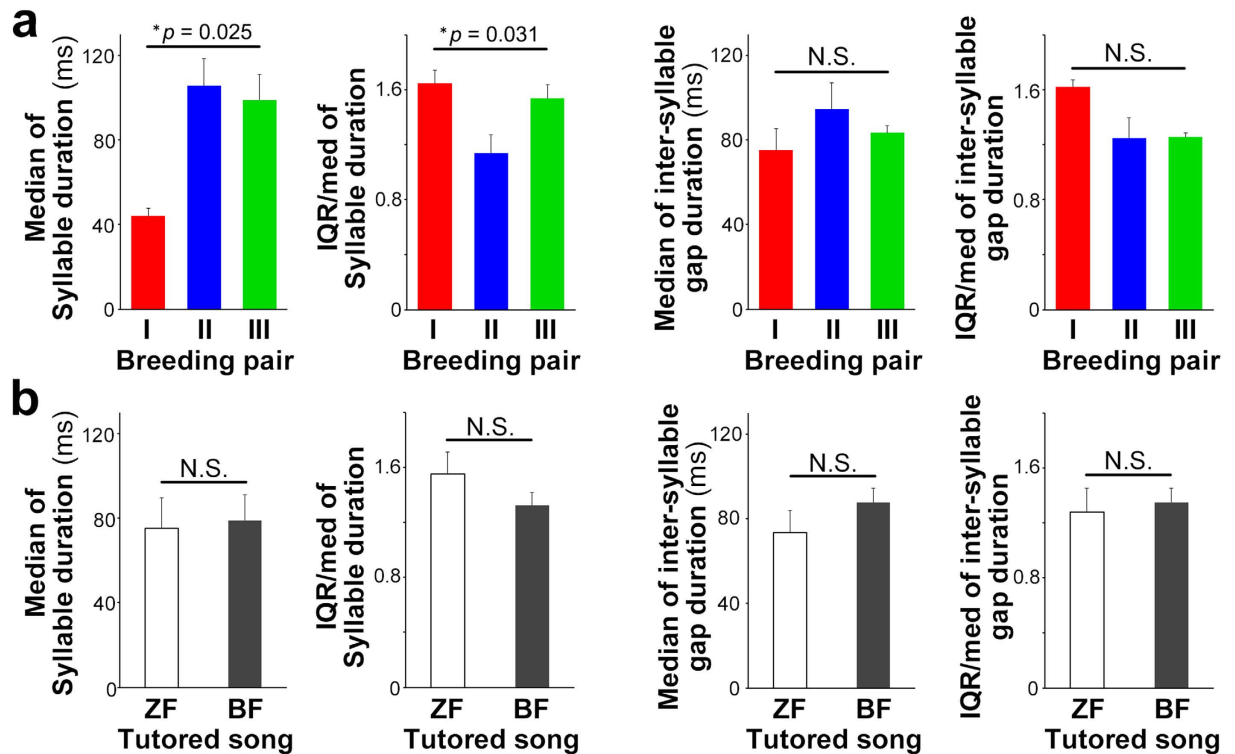 a
Median of
Syllable duration (ms)
120
80
40
0
*p = 0.025
I II III
Breeding pair
IQR/med of
Syllable duration
1.6
0.8
0
*p = 0.031
I II III
Breeding pair
Median of inter-syllable
gap duration (ms)
120
80
40
0
N.S.
I II III
Breeding pair
IQR/med of inter-syllable
gap duration
1.6
0.8
0
N.S.
I II III
Breeding pair
b
Median of
Syllable duration (ms)
120
80
40
0
N.S.
ZF BF
Tutored song
IQR/med of
Syllable duration
1.6
0.8
0
N.S.
ZF BF
Tutored song
Median of inter-syllable
gap duration (ms)
120
80
40
0
N.S.
ZF BF
Tutored song
IQR/med of inter-syllable
gap duration
1.6
0.8
0
N.S.
ZF BF
Tutored song